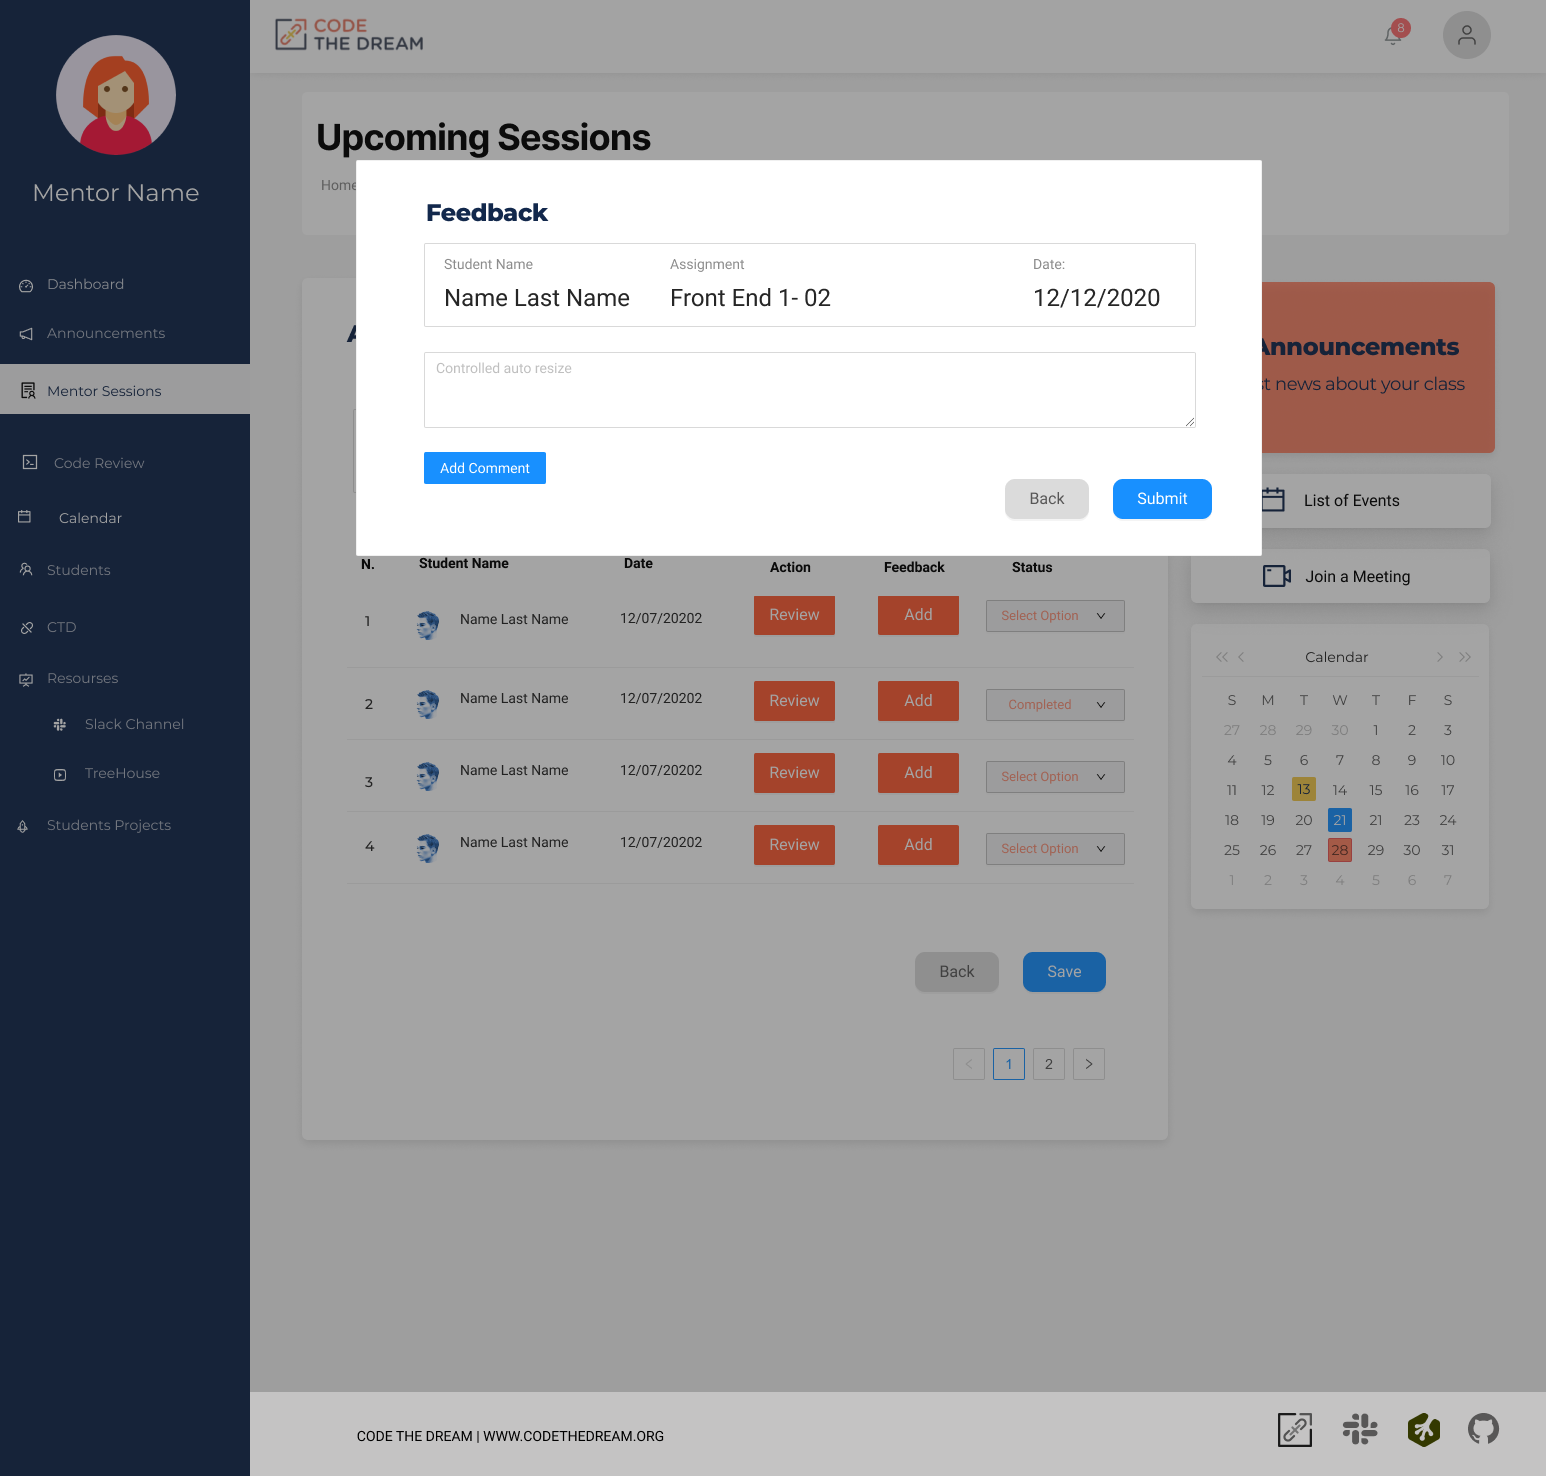 CODE
THE DREAM
8
Mentor Name
Dashboard
Announcements
Mentor Sessions
Code Review
Calendar
Students
CTD
Resourses
Slack Channel
TreeHouse
Students Projects
Upcoming Sessions
Home
Feedback
Student Name Assignment Date:
Name Last Name Front End 1- 02 12/12/2020
Controlled auto resize
Add Comment
Back Submit
A
N. Student Name Date Action Feedback Status
1 Name Last Name 12/07/20202 Review Add Select Option
2 Name Last Name 12/07/20202 Review Add Completed
3 Name Last Name 12/07/20202 Review Add Select Option
4 Name Last Name 12/07/20202 Review Add Select Option
Back Save
< 1 2 >
Announcements
st news about your class
List of Events
Join a Meeting
Calendar
S M T W T F S
27 28 29 30 1 2 3
4 5 6 7 8 9 10
11 12 13 14 15 16 17
18 19 20 21 21 23 24
25 26 27 28 29 30 31
1 2 3 4 5 6 7
CODE THE DREAM | WWW.CODETHEDREAM.ORG